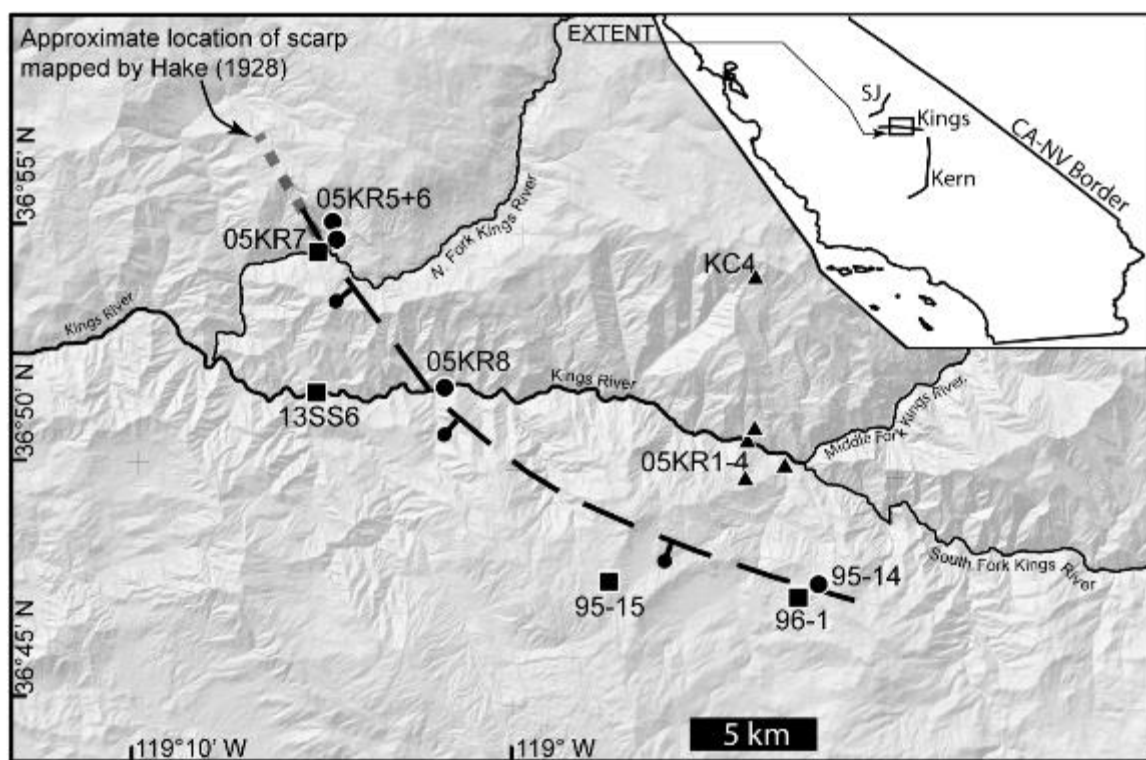 Approximate location of scarp
mapped by Hake (1928)
EXTENT
SJ
Kings
Kern
CA-NV Border
36°55' N
05KR5+6
05KR7
N. Fork Kings River
KC4
Kings River
05KR8
Kings River
13SS6
36°50' N
Middle Fork Kings River
05KR1-4
South Fork Kings River
95-14
95-15
96-1
36°45' N
5 km
119°10' W
119° W